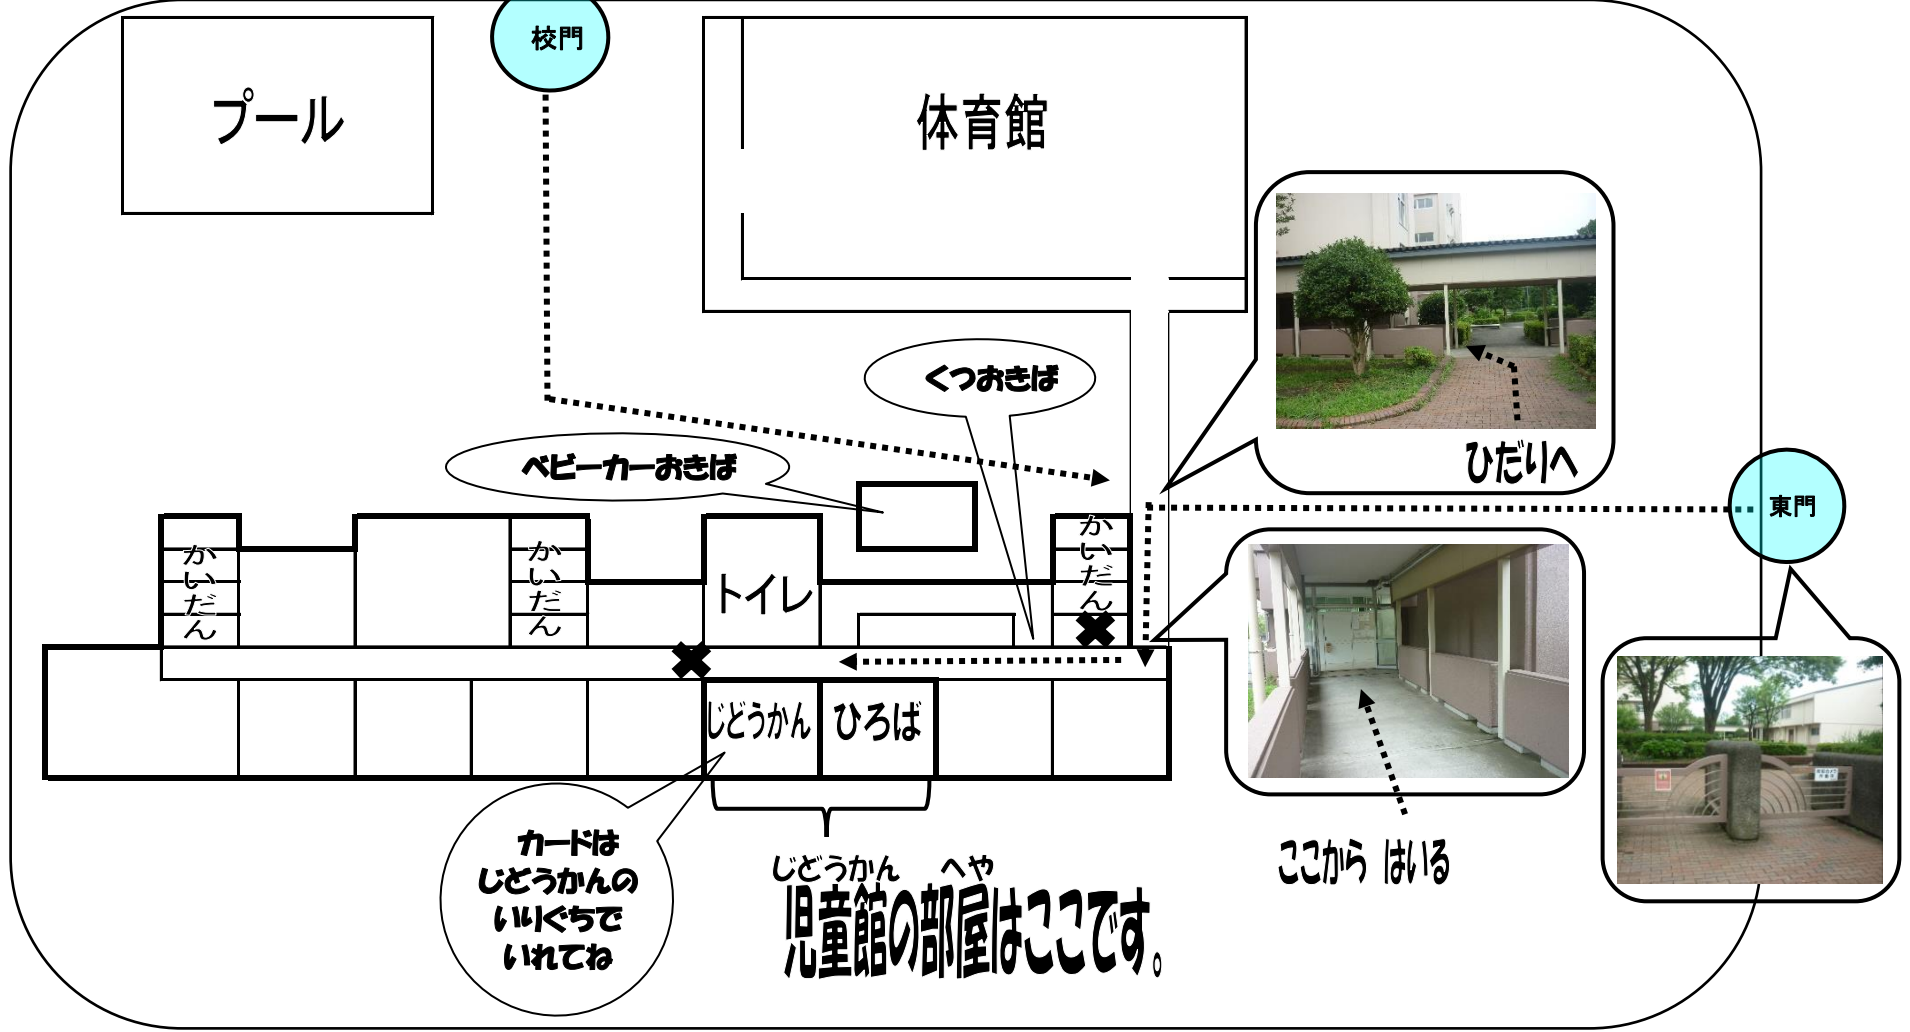 校門
プール
体育館
くつおきば
ひだりへ
ベビーカーおきば
東門
かいだん
かいだん
かいだん
トイレ
じどうかん
ひろば
カードは
じどうかんの
いりぐちで
いれてね
ここから はいる
じどうかん へや
児童館の部屋はここです。